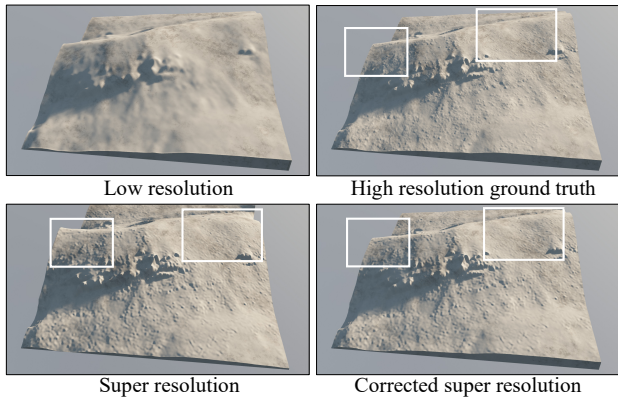 Low resolution
High resolution ground truth
Super resolution
Corrected super resolution